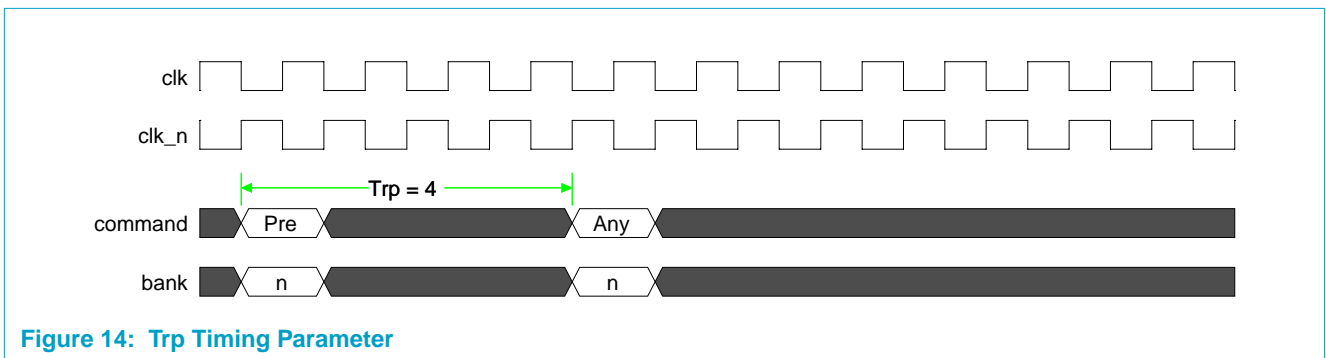 clk
clk_n
Trp = 4
command Pre Any
bank n n
Figure 14: Trp Timing Parameter